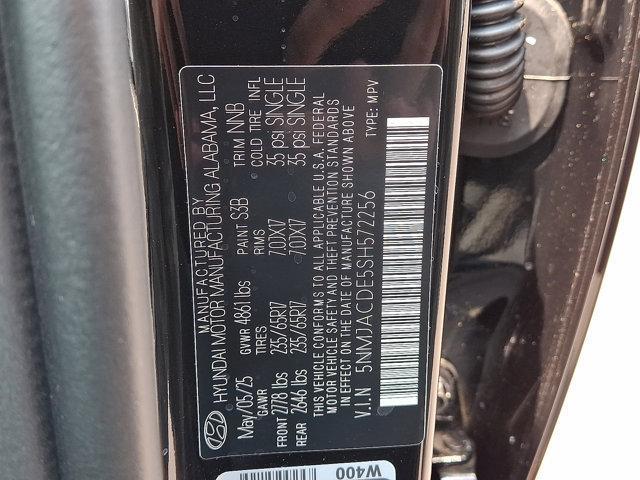 MANUFACTURED BY
HYUNDAI MOTOR MANUFACTURING ALABAMA, LLC
May/05/25 GVWR 4861 lbs PAINT S3B TRIM NNB
GAWR TIRES RIMS COLD TIRE INFL
FRONT 2778 lbs 235/65R17 7.0JX17 35 psi SINGLE
REAR 2646 lbs 235/65R17 7.0JX17 35 psi SINGLE
THIS VEHICLE CONFORMS TO ALL APPLICABLE U.S.A. FEDERAL
MOTOR VEHICLE SAFETY AND THEFT PREVENTION STANDARDS
IN EFFECT ON THE DATE OF MANUFACTURE SHOWN ABOVE
V.I.N 5NMJACDE5SH572256 TYPE: MPV
W400